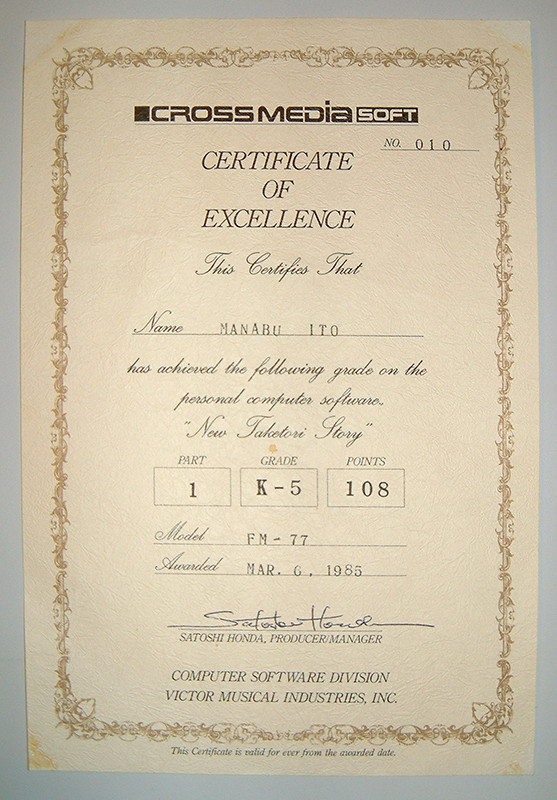 CROSSMEDIA SOFT
NO. 010
CERTIFICATE
OF
EXCELLENCE
This Certifies That
Name MANABU ITO
has achieved the following grade on the
personal computer software.
"New Taketori Story"
PART GRADE POINTS
1 K-5 108
Model FM-77
Awarded MAR. 6, 1985
Satoshi Honda
SATOSHI HONDA, PRODUCER/MANAGER
COMPUTER SOFTWARE DIVISION
VICTOR MUSICAL INDUSTRIES, INC.
This Certificate is valid for ever from the awarded date.